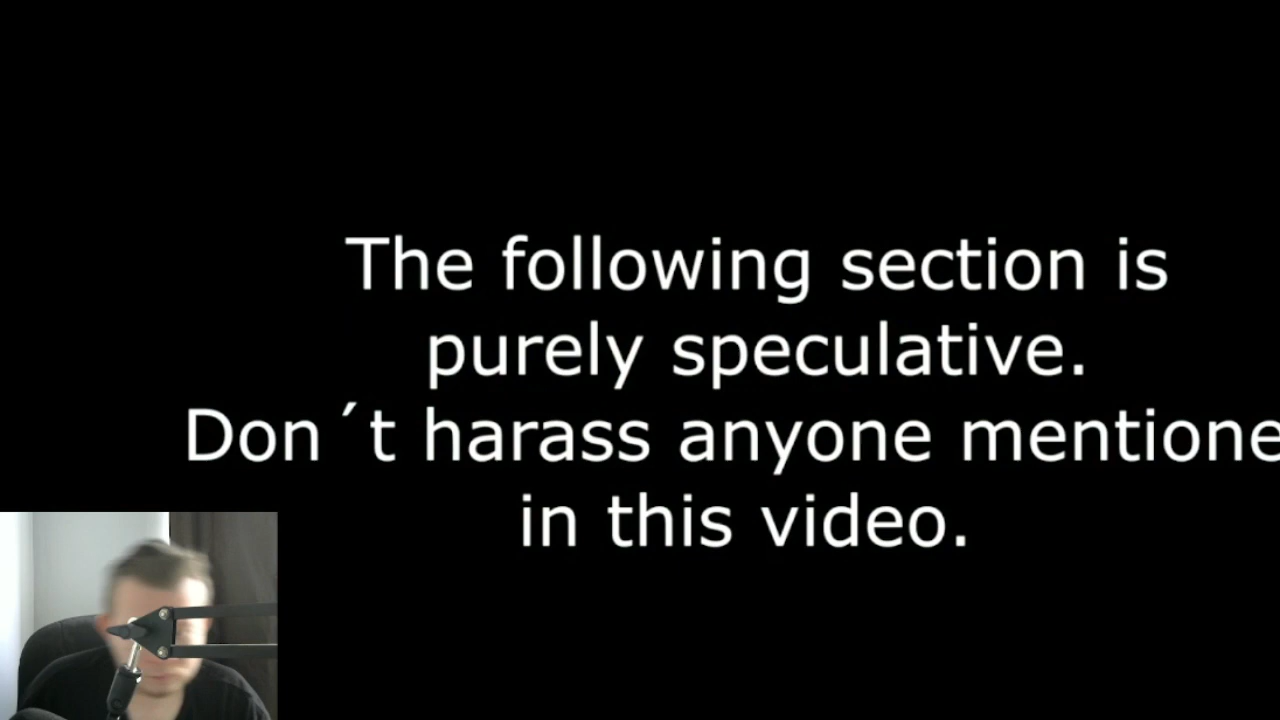 The following section is
purely speculative.
Don´t harass anyone mentione
in this video.